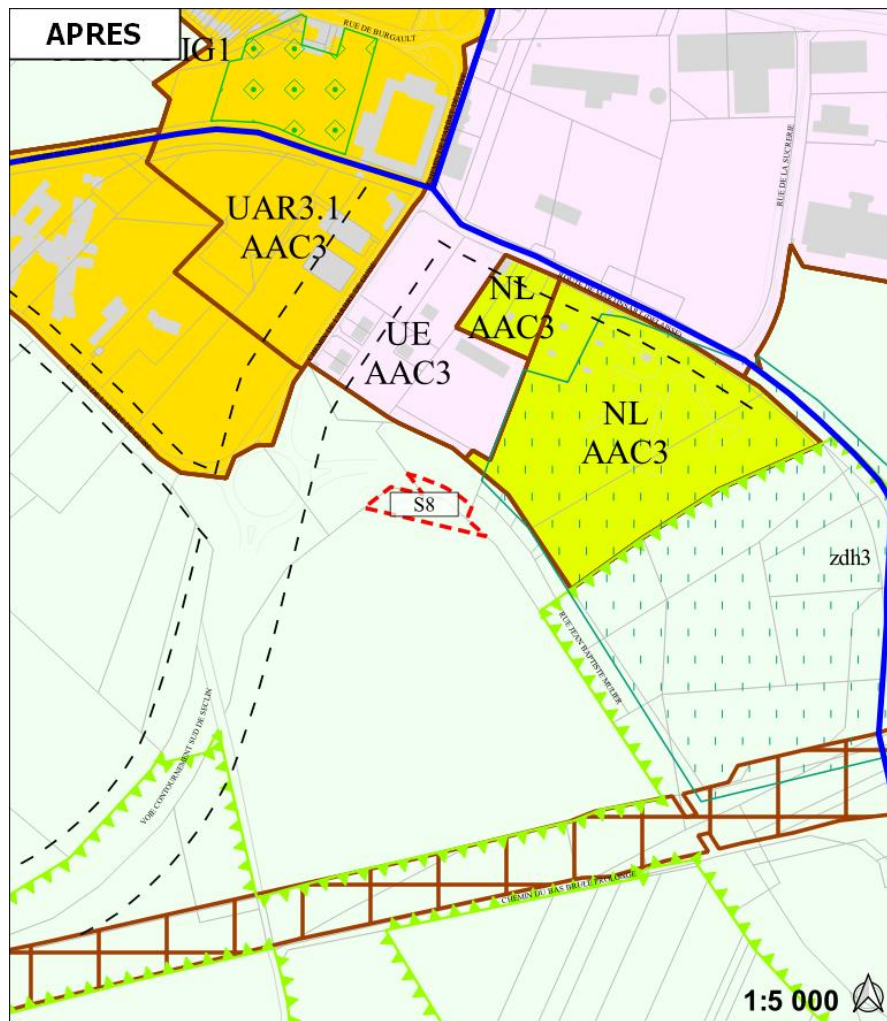 APRES
IG1
RUE DE BURGAULT
RUE DE LA SUCRERIE
UAR3.1
AAC3
NL
AAC3
UE
AAC3
NL
AAC3
S8
zdh3
RUE JEAN BAPTISTE MULIER
VOIE CONTOURNEMENT SUD DE SECLIN
CHEMIN DU BAS BRULE PROLONGE
1:5 000